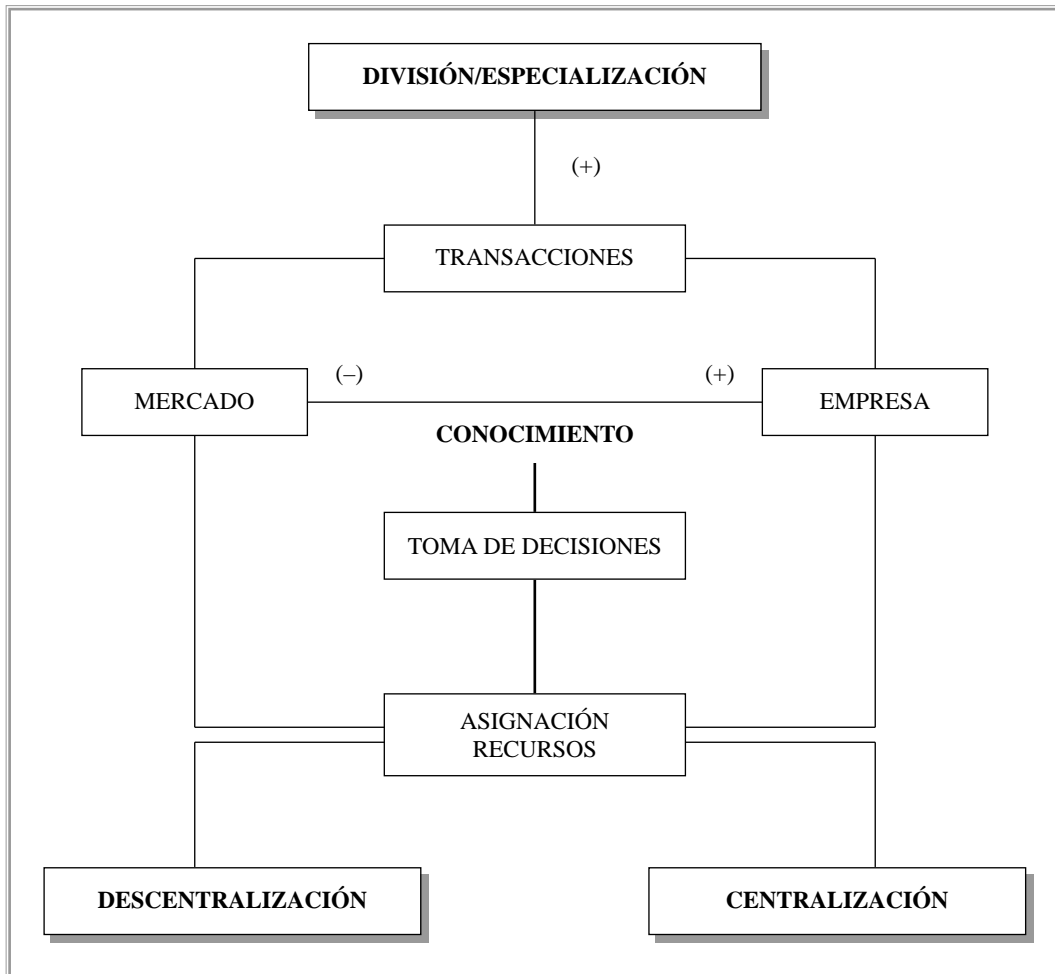 DIVISIÓN/ESPECIALIZACIÓN
(+)
TRANSACCIONES
(–)
(+)
MERCADO
EMPRESA
CONOCIMIENTO
TOMA DE DECISIONES
ASIGNACIÓN
RECURSOS
DESCENTRALIZACIÓN
CENTRALIZACIÓN